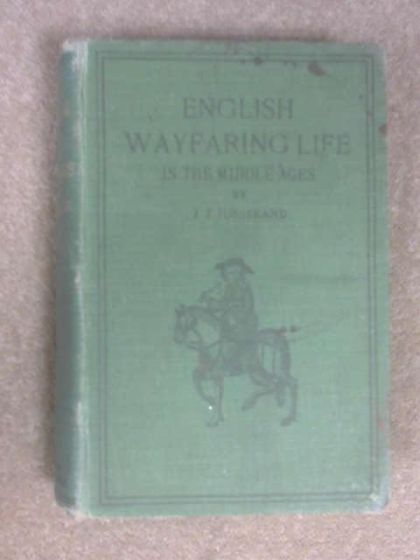 ENGLISH
WAYFARING LIFE
IN THE MIDDLE AGES
BY
J. J. JUSSERAND